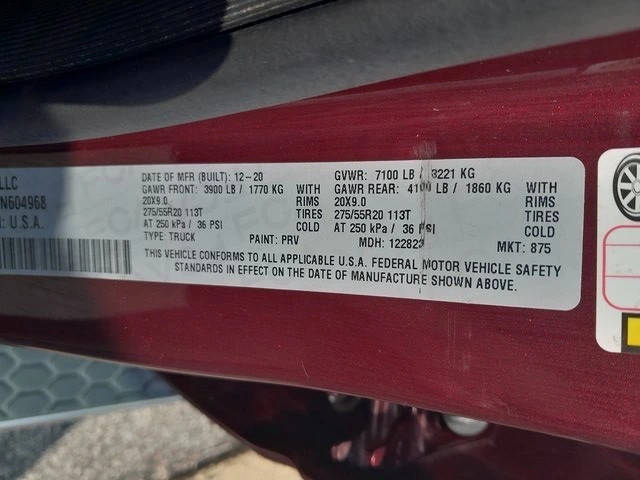 LLC
N604968
N: U.S.A.
DATE OF MFR (BUILT): 12-20 GVWR: 7100 LB / 3221 KG
GAWR FRONT: 3900 LB / 1770 KG WITH GAWR REAR: 4100 LB / 1860 KG WITH
20X9.0 RIMS 20X9.0 RIMS
275/55R20 113T TIRES 275/55R20 113T TIRES
AT 250 kPa / 36 PSI COLD AT 250 kPa / 36 PSI COLD
TYPE: TRUCK PAINT: PRV MDH: 122823 MKT: 875
THIS VEHICLE CONFORMS TO ALL APPLICABLE U.S.A. FEDERAL MOTOR VEHICLE SAFETY
STANDARDS IN EFFECT ON THE DATE OF MANUFACTURE SHOWN ABOVE.